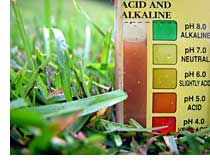 ACID AND
ALKALINE
pH 8.0
ALKALINE
pH 7.0
NEUTRAL
pH 6.0
SLIGHTLY ACID
pH 5.0
ACID
pH 4.0
ACID